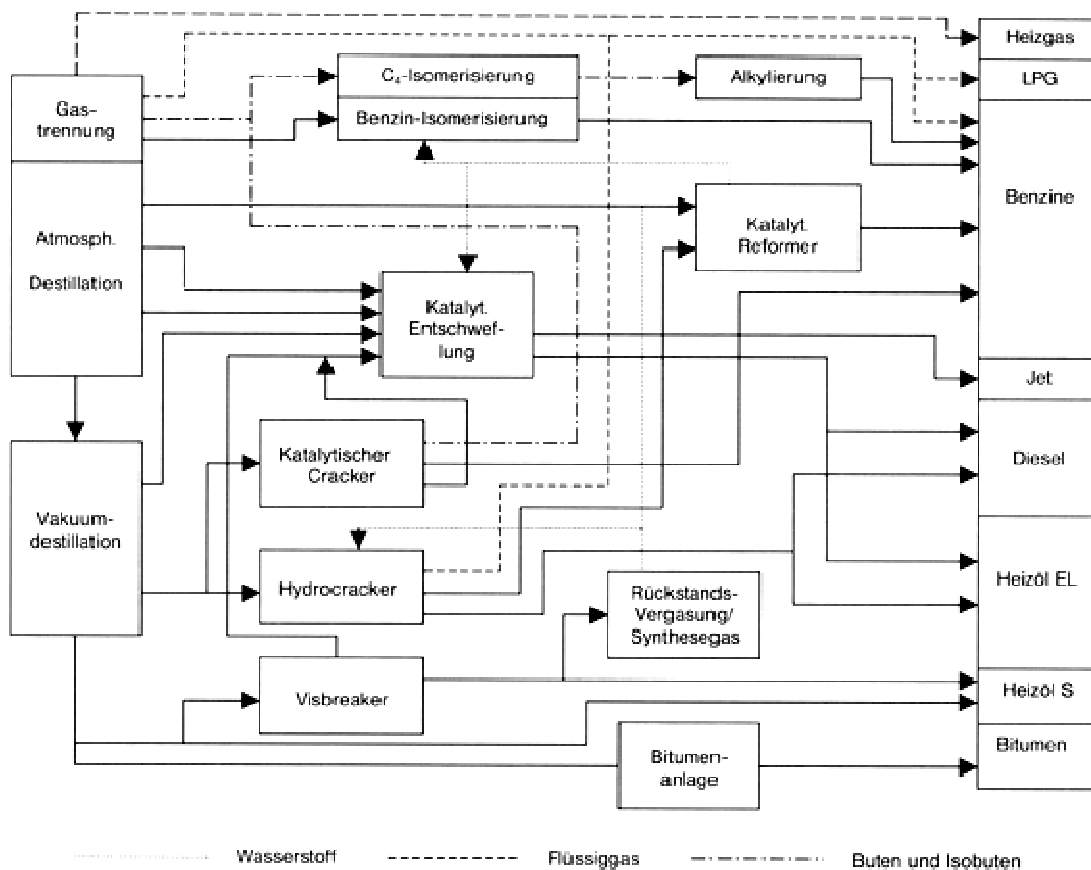 Heizgas
C₄-Isomerisierung
Alkylierung
LPG
Gas-
trennung
Benzin-Isomerisierung
Benzine
Katalyt.
Reformer
Atmosph.
Destillation
Katalyt.
Entschwef-
lung
Jet
Katalytischer
Cracker
Diesel
Vakuum-
destillation
Hydrocracker
Rückstands-
Vergasung/
Synthesegas
Heizöl EL
Visbreaker
Heizöl S
Bitumen-
anlage
Bitumen
Wasserstoff
Flüssiggas
Buten und Isobuten